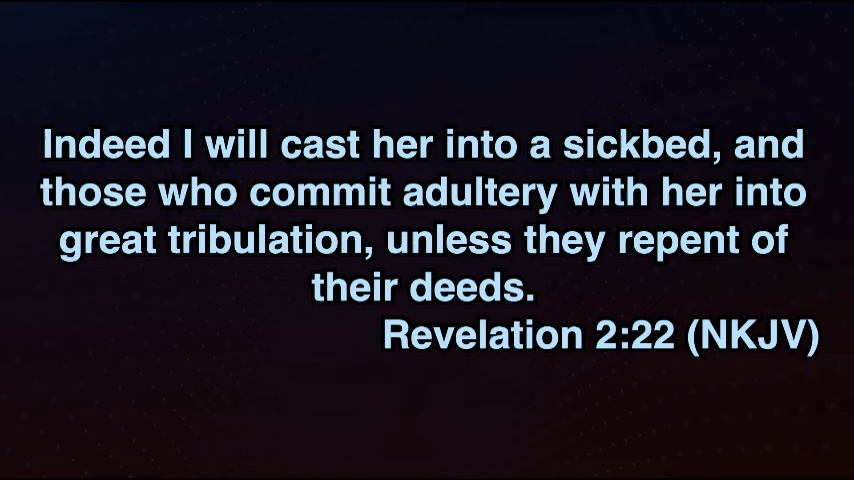 Indeed I will cast her into a sickbed, and
those who commit adultery with her into
great tribulation, unless they repent of
their deeds.
Revelation 2:22 (NKJV)